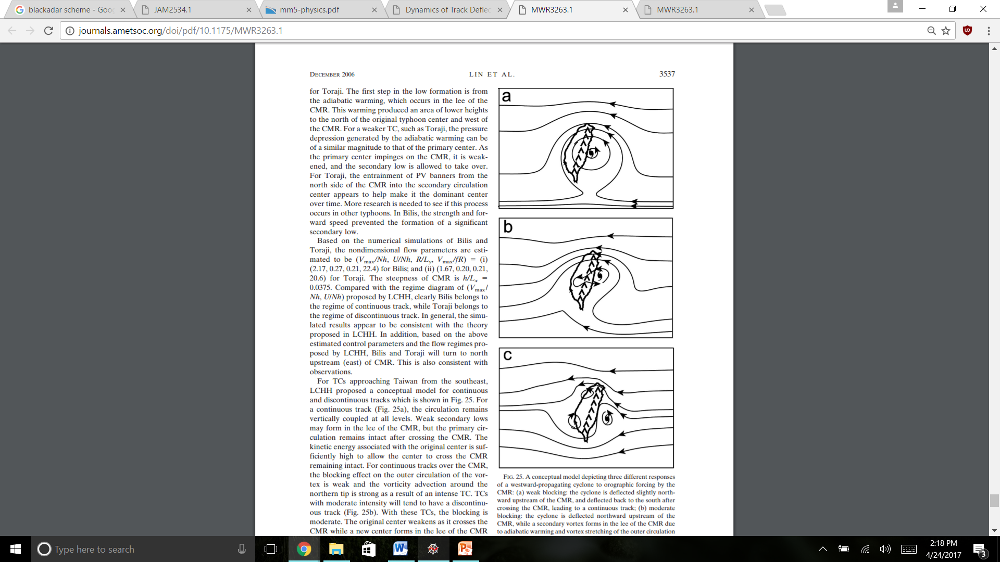 blackadar scheme - Goo
JAM2534.1
mm5-physics.pdf
Dynamics of Track Deflec
MWR3263.1
MWR3263.1
journals.ametsoc.org/doi/pdf/10.1175/MWR3263.1
DECEMBER 2006
LIN ET AL.
3537
for Toraji. The first step in the low formation is from
the adiabatic warming, which occurs in the lee of the
CMR. This warming produced an area of lower heights
to the north of the original typhoon center and west of
the CMR. For a weaker TC, such as Toraji, the pressure
depression generated by the adiabatic warming can be
of a similar magnitude to that of the primary center. As
the primary center impinges on the CMR, it is weak-
ened, and the secondary low is allowed to take over.
For Toraji, the entrainment of PV banners from the
north side of the CMR into the secondary circulation
center appears to help make it the dominant center
over time. More research is needed to see if this process
occurs in other typhoons. In Bilis, the strength and for-
ward speed prevented the formation of a significant
secondary low.
Based on the numerical simulations of Bilis and
Toraji, the nondimensional flow parameters are esti-
mated to be (Vmax/Nh, U/Nh, R/Ly, Vmax/fR) = (i)
(2.17, 0.27, 0.21, 22.4) for Bilis; and (ii) (1.67, 0.20, 0.21,
20.6) for Toraji. The steepness of CMR is h/Lx =
0.0375. Compared with the regime diagram of (Vmax/
Nh, U/Nh) proposed by LCHH, clearly Bilis belongs to
the regime of continuous track, while Toraji belongs to
the regime of discontinuous track. In general, the simu-
lated results appear to be consistent with the theory
proposed in LCHH. In addition, based on the above
estimated control parameters and the flow regimes pro-
posed by LCHH, Bilis and Toraji will turn to north
upstream (east) of CMR. This is also consistent with
observations.
For TCs approaching Taiwan from the southeast,
LCHH proposed a conceptual model for continuous
and discontinuous tracks which is shown in Fig. 25. For
a continuous track (Fig. 25a), the circulation remains
vertically coupled at all levels. Weak secondary lows
may form in the lee of the CMR, but the primary cir-
culation remains intact after crossing the CMR. The
kinetic energy associated with the original center is suf-
ficiently high to allow the center to cross the CMR
remaining intact. For continuous tracks over the CMR,
the blocking effect on the outer circulation of the vor-
tex is weak and the vorticity advection around the
northern tip is strong as a result of an intense TC. TCs
with moderate intensity will tend to have a discontinu-
ous track (Fig. 25b). With these TCs, the blocking is
moderate. The original center weakens as it crosses the
CMR while a new center forms in the lee of the CMR
a
b
c
FIG. 25. A conceptual model depicting three different responses
of a westward-propagating cyclone to orographic forcing by the
CMR: (a) weak blocking: the cyclone is deflected slightly north-
ward upstream of the CMR, and deflected back to the south after
crossing the CMR, leading to a continuous track; (b) moderate
blocking: the cyclone is deflected northward upstream of the
CMR, while a secondary vortex forms in the lee of the CMR due
to adiabatic warming and vortex stretching of the outer circulation
Type here to search
2:18 PM
4/24/2017
3